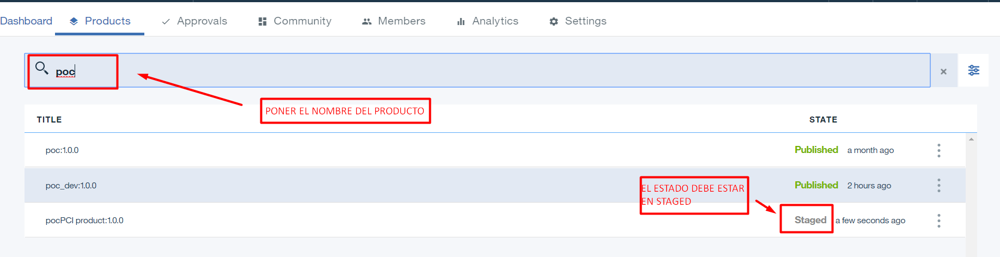 Dashboard Products Approvals Community Members Analytics Settings
poc
PONER EL NOMBRE DEL PRODUCTO
TITLE STATE
poc:1.0.0 Published a month ago
poc_dev:1.0.0 Published 2 hours ago
EL ESTADO DEBE ESTAR
EN STAGED
pocPCI product:1.0.0 Staged a few seconds ago